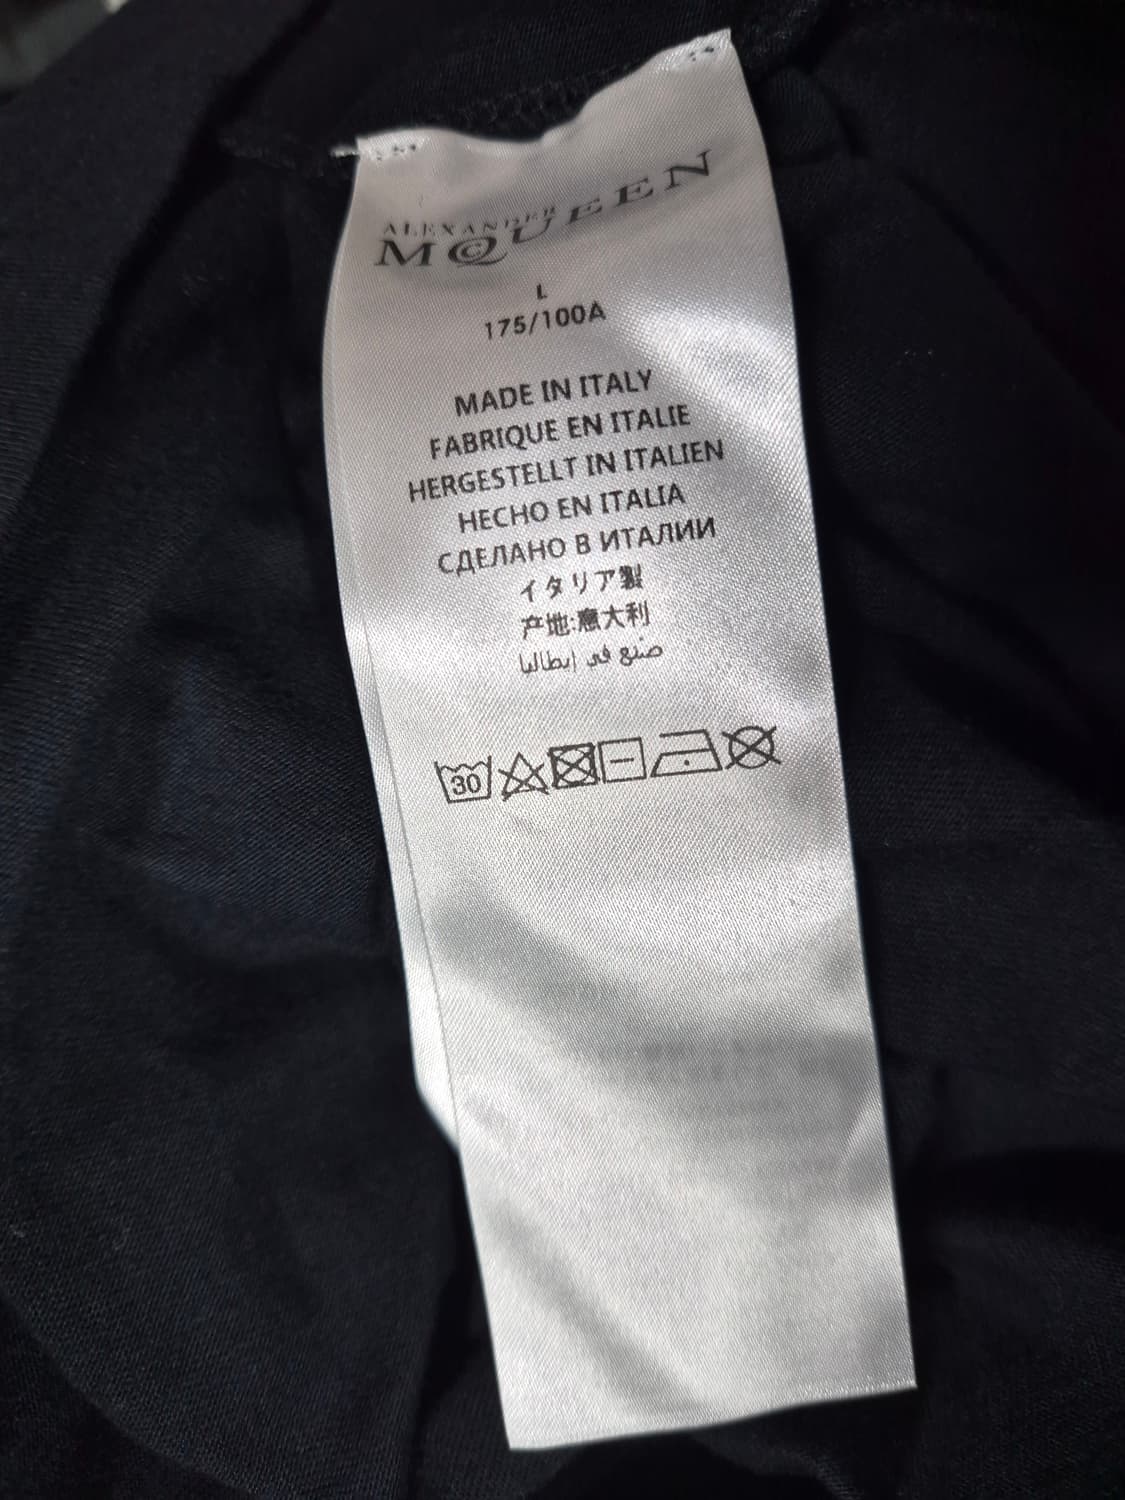 ALEXANDER
MCQUEEN
L
175/100A
MADE IN ITALY
FABRIQUE EN ITALIE
HERGESTELLT IN ITALIEN
HECHO EN ITALIA
СДЕЛАНО В ИТАЛИИ
イタリア製
产地:意大利
صنع في إيطاليا
30